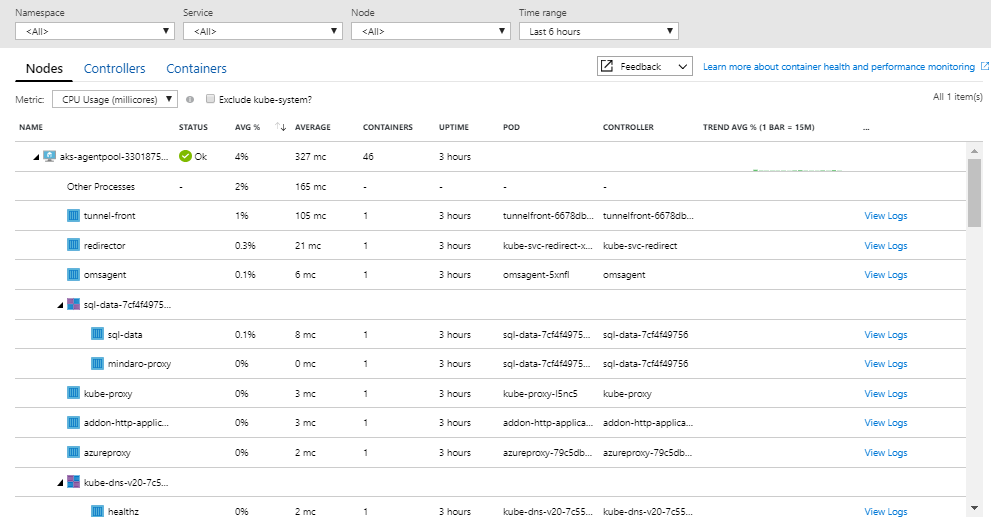 Namespace Service Node Time range
<All> <All> <All> Last 6 hours
Nodes Controllers Containers Feedback Learn more about container health and performance monitoring
Metric: CPU Usage (millicores) Exclude kube-system? All 1 item(s)
NAME STATUS AVG % AVERAGE CONTAINERS UPTIME POD CONTROLLER TREND AVG % (1 BAR = 15M) ...
aks-agentpool-3301875... Ok 4% 327 mc 46 3 hours
Other Processes - 2% 165 mc - - - -
tunnel-front 1% 105 mc 1 3 hours tunnelfront-6678db... tunnelfront-6678db... View Logs
redirector 0.3% 21 mc 1 3 hours kube-svc-redirect-x... kube-svc-redirect View Logs
omsagent 0.1% 6 mc 1 3 hours omsagent-5xnfl omsagent View Logs
sql-data-7cf4f4975...
sql-data 0.1% 8 mc 1 3 hours sql-data-7cf4f4975... sql-data-7cf4f49756 View Logs
mindaro-proxy 0% 0 mc 1 3 hours sql-data-7cf4f4975... sql-data-7cf4f49756 View Logs
kube-proxy 0% 3 mc 1 3 hours kube-proxy-l5nc5 kube-proxy View Logs
addon-http-applic... 0% 3 mc 1 3 hours addon-http-applica... addon-http-applica... View Logs
azureproxy 0% 2 mc 1 3 hours azureproxy-79c5db... azureproxy-79c5db... View Logs
kube-dns-v20-7c5...
healthz 0% 2 mc 1 3 hours kube-dns-v20-7c55... kube-dns-v20-7c55... View Logs